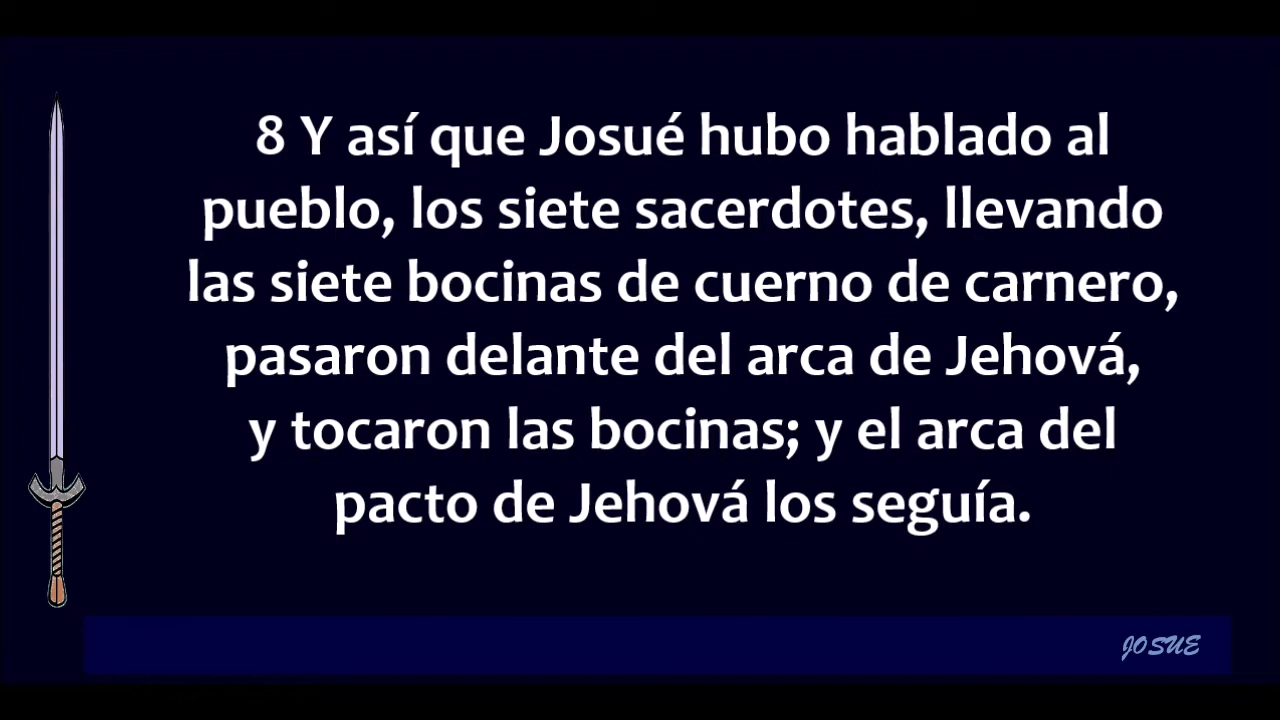 8 Y así que Josué hubo hablado al
pueblo, los siete sacerdotes, llevando
las siete bocinas de cuerno de carnero,
pasaron delante del arca de Jehová,
y tocaron las bocinas; y el arca del
pacto de Jehová los seguía.
JOSUE